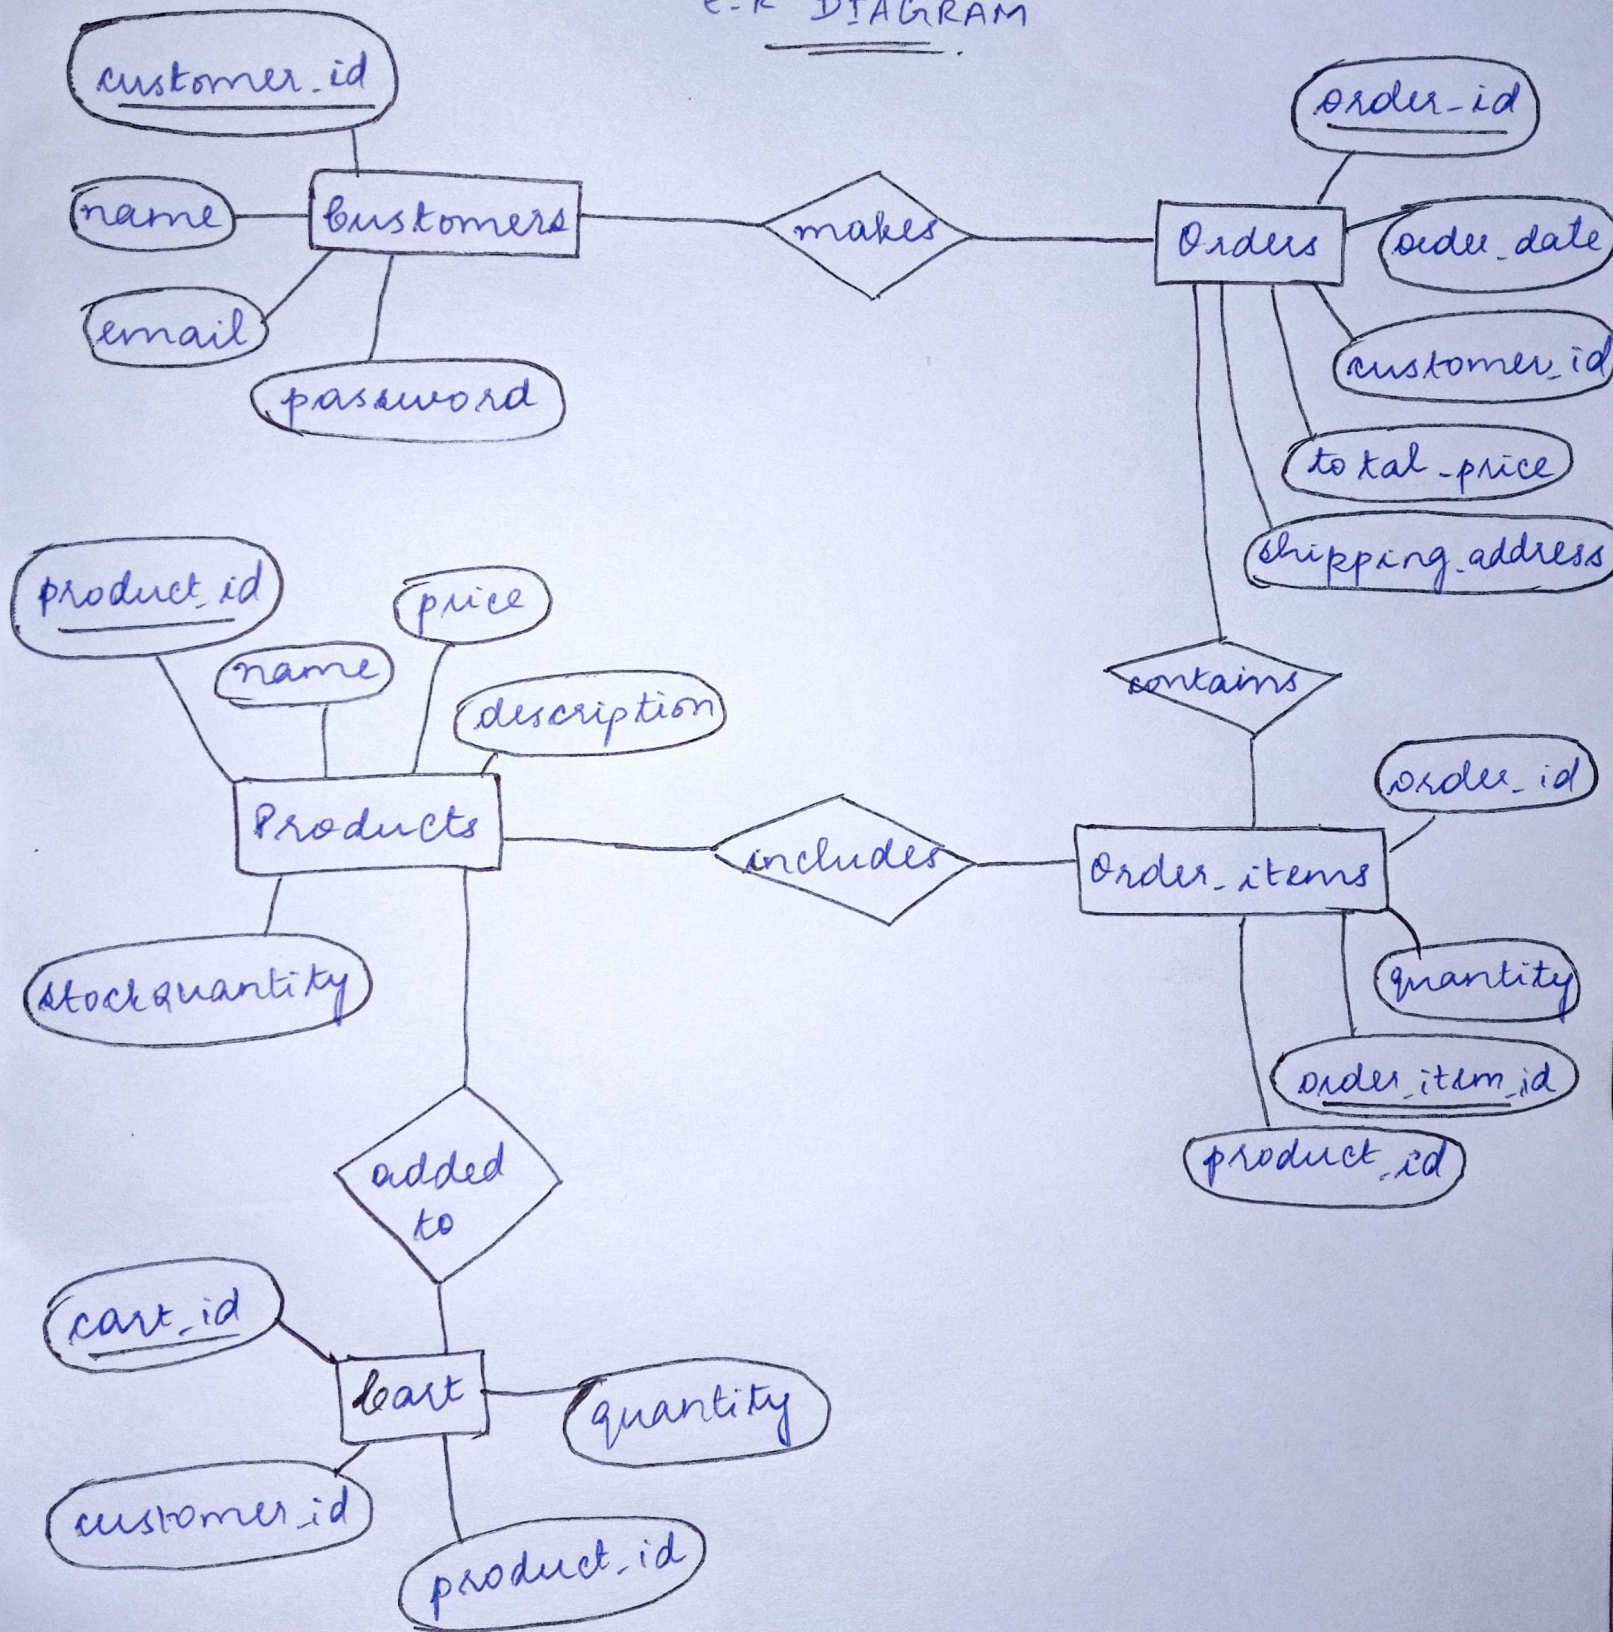 E-R DIAGRAM
customer_id
order_id
name
Customers
makes
Orders
order_date
email
customer_id
password
total_price
shipping_address
product_id
price
name
description
contains
order_id
Products
includes
Order_items
stockquantity
quantity
order_item_id
product_id
added
to
cart_id
Cart
quantity
customer_id
product_id